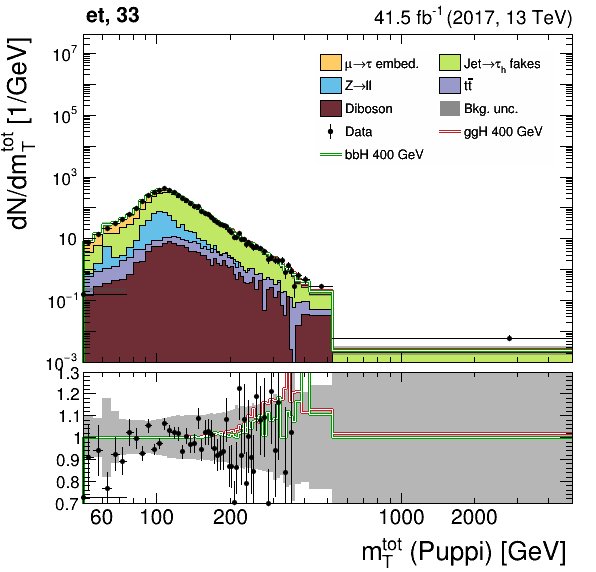 et, 33
41.5 fb⁻¹ (2017, 13 TeV)
dN/dm_T^tot [1/GeV]
10⁷
10⁵
10³
10
10⁻¹
10⁻³
μ→τ embed.
Jet→τ_h fakes
Z→ll
tt̄
Diboson
Bkg. unc.
Data
ggH 400 GeV
bbH 400 GeV
1.3
1.2
1.1
1.0
0.9
0.8
0.7
60 100 200 1000 2000
m_T^tot (Puppi) [GeV]